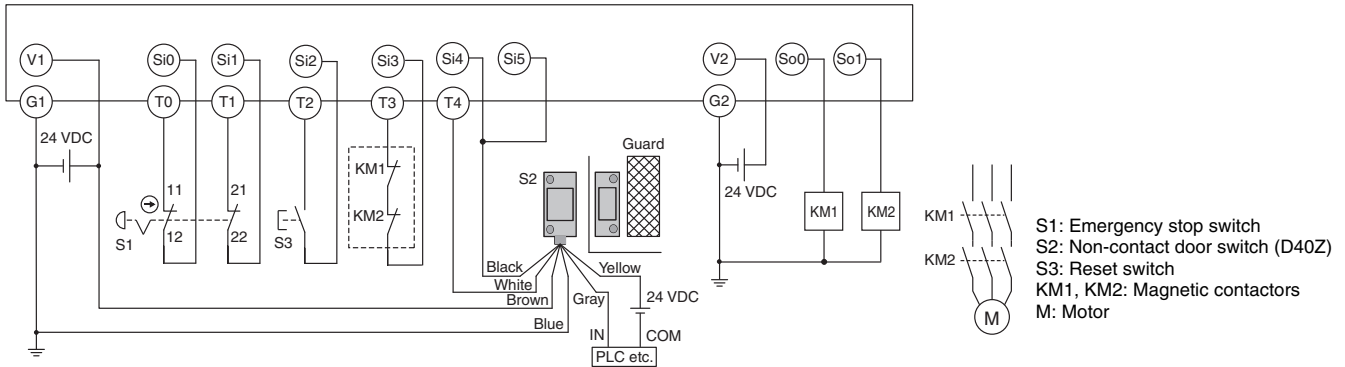 V1 Si0 Si1 Si2 Si3 Si4 Si5 V2 So0 So1
G1 T0 T1 T2 T3 T4 G2
24 VDC
11 21
12 22
S1
S3
KM1
KM2
S2
Guard
24 VDC
KM1 KM2
Black
White
Brown
Blue
Gray
Yellow
24 VDC
IN COM
PLC etc.
KM1
KM2
M
S1: Emergency stop switch
S2: Non-contact door switch (D40Z)
S3: Reset switch
KM1, KM2: Magnetic contactors
M: Motor